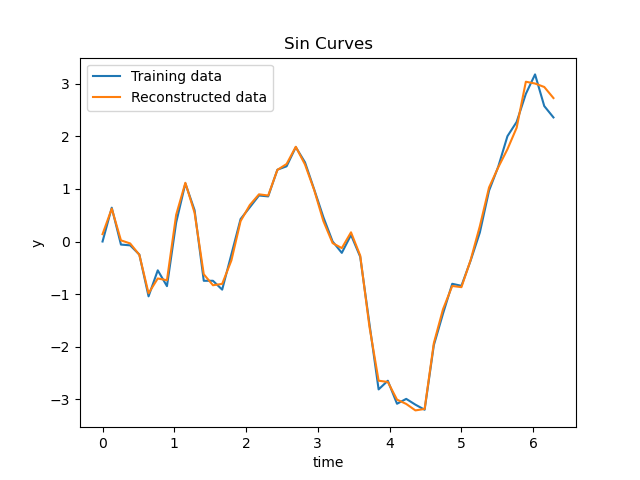 Sin Curves
Training data
Reconstructed data
3
2
1
0
−1
−2
−3
y
0 1 2 3 4 5 6
time